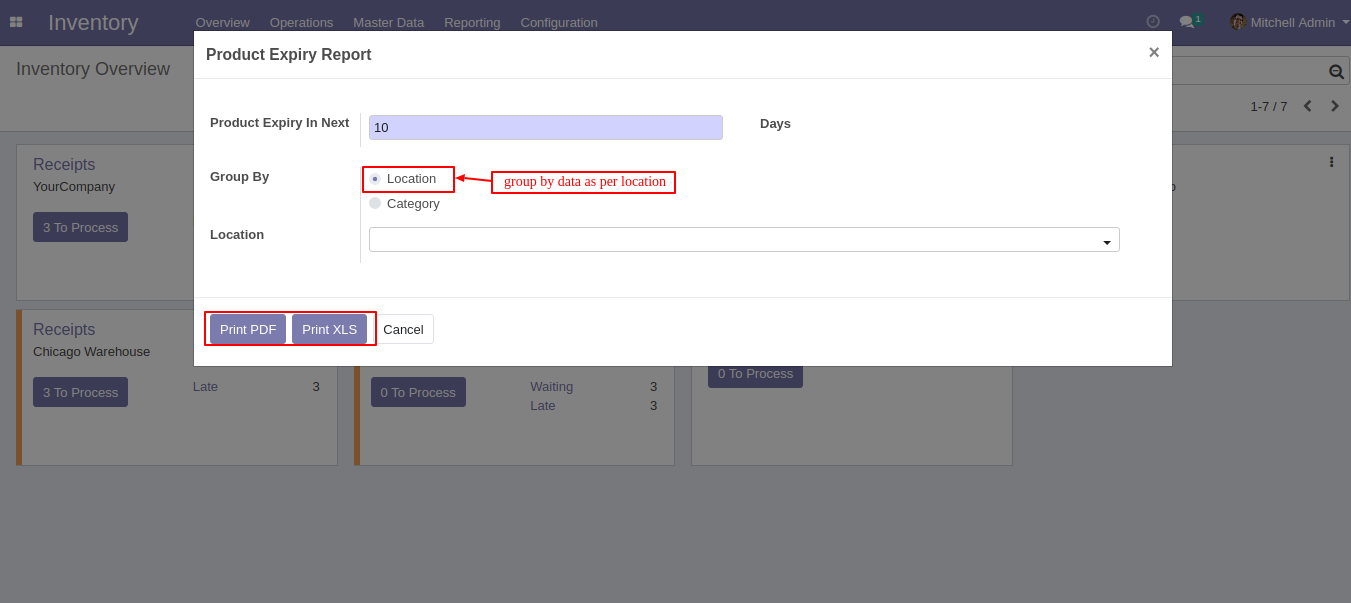 Inventory Overview Operations Master Data Reporting Configuration 1 Mitchell Admin
Product Expiry Report ×
Inventory Overview
1-7 / 7
Product Expiry In Next 10 Days
Group By Location group by data as per location
Category
Location
Print PDF Print XLS Cancel
Receipts
YourCompany
3 To Process
Receipts
Chicago Warehouse
3 To Process Late 3
0 To Process Waiting 3
Late 3
0 To Process